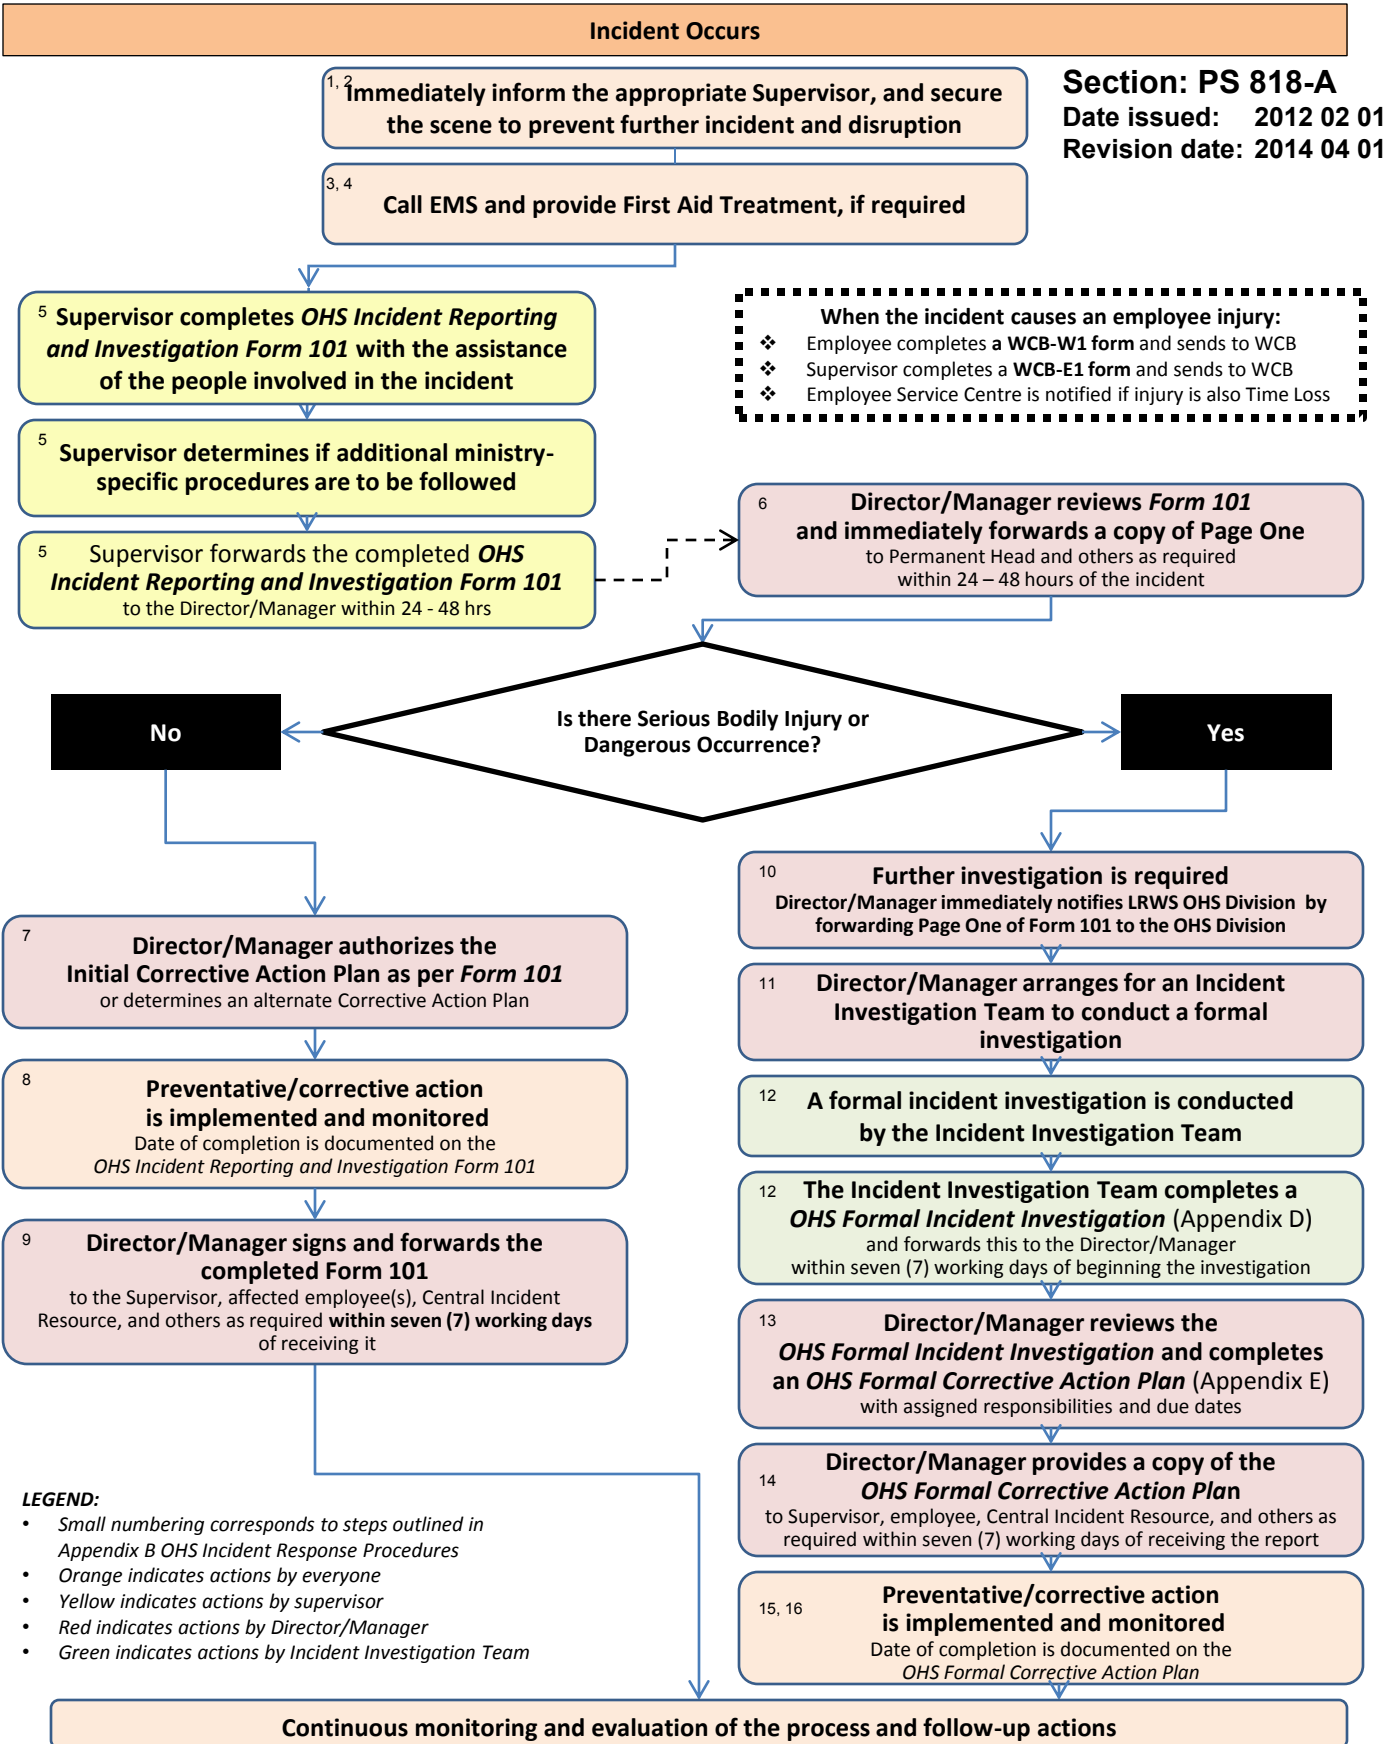 Incident Occurs
1, 2
Immediately inform the appropriate Supervisor, and secure
the scene to prevent further incident and disruption
Section: PS 818-A
Date issued: 2012 02 01
Revision date: 2014 04 01
3, 4
Call EMS and provide First Aid Treatment, if required
5 Supervisor completes OHS Incident Reporting
and Investigation Form 101 with the assistance
of the people involved in the incident
When the incident causes an employee injury:
❖ Employee completes a WCB-W1 form and sends to WCB
❖ Supervisor completes a WCB-E1 form and sends to WCB
❖ Employee Service Centre is notified if injury is also Time Loss
5 Supervisor determines if additional ministry-
specific procedures are to be followed
5 Supervisor forwards the completed OHS
Incident Reporting and Investigation Form 101
to the Director/Manager within 24 - 48 hrs
6 Director/Manager reviews Form 101
and immediately forwards a copy of Page One
to Permanent Head and others as required
within 24 – 48 hours of the incident
Is there Serious Bodily Injury or
Dangerous Occurrence?
No
Yes
7 Director/Manager authorizes the
Initial Corrective Action Plan as per Form 101
or determines an alternate Corrective Action Plan
8 Preventative/corrective action
is implemented and monitored
Date of completion is documented on the
OHS Incident Reporting and Investigation Form 101
9 Director/Manager signs and forwards the
completed Form 101
to the Supervisor, affected employee(s), Central Incident
Resource, and others as required within seven (7) working days
of receiving it
10 Further investigation is required
Director/Manager immediately notifies LRWS OHS Division by
forwarding Page One of Form 101 to the OHS Division
11 Director/Manager arranges for an Incident
Investigation Team to conduct a formal
investigation
12 A formal incident investigation is conducted
by the Incident Investigation Team
12 The Incident Investigation Team completes a
OHS Formal Incident Investigation (Appendix D)
and forwards this to the Director/Manager
within seven (7) working days of beginning the investigation
13 Director/Manager reviews the
OHS Formal Incident Investigation and completes
an OHS Formal Corrective Action Plan (Appendix E)
with assigned responsibilities and due dates
Director/Manager provides a copy of the
14 OHS Formal Corrective Action Plan
to Supervisor, employee, Central Incident Resource, and others as
required within seven (7) working days of receiving the report
15, 16 Preventative/corrective action
is implemented and monitored
Date of completion is documented on the
OHS Formal Corrective Action Plan
LEGEND:
• Small numbering corresponds to steps outlined in
Appendix B OHS Incident Response Procedures
• Orange indicates actions by everyone
• Yellow indicates actions by supervisor
• Red indicates actions by Director/Manager
• Green indicates actions by Incident Investigation Team
Continuous monitoring and evaluation of the process and follow-up actions